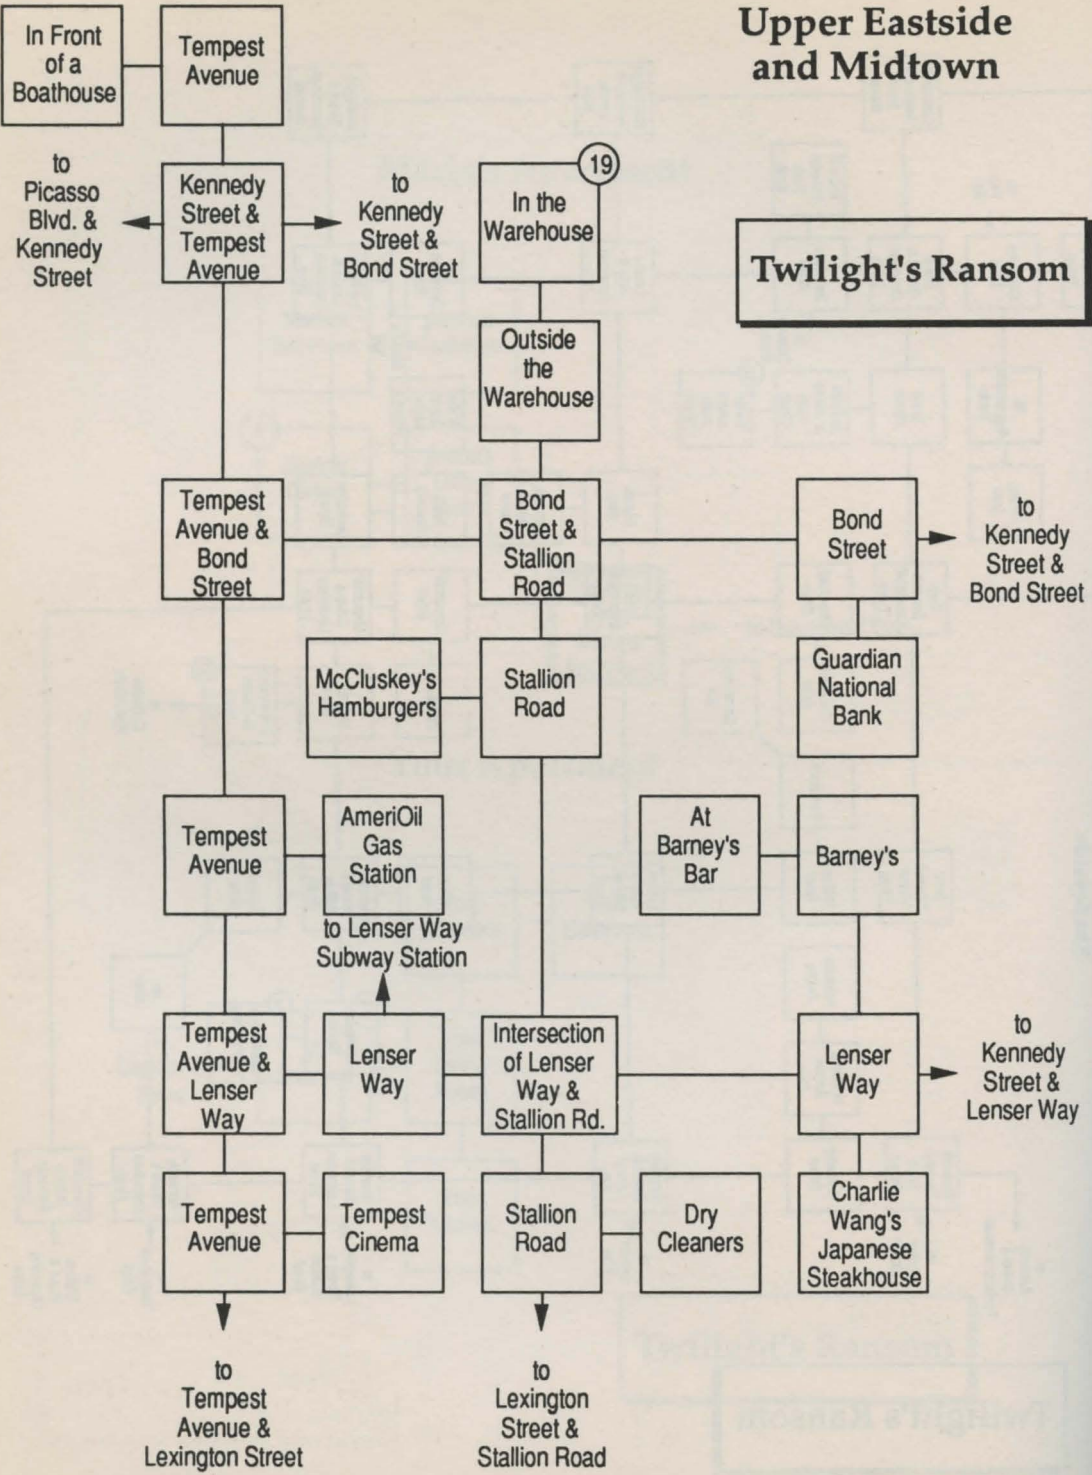 Upper Eastside
and Midtown
Twilight's Ransom
In Front
of a
Boathouse
Tempest
Avenue
to
Picasso
Blvd. &
Kennedy
Street
Kennedy
Street &
Tempest
Avenue
to
Kennedy
Street &
Bond Street
19
In the
Warehouse
Outside
the
Warehouse
Tempest
Avenue &
Bond
Street
Bond
Street &
Stallion
Road
Bond
Street
to
Kennedy
Street &
Bond Street
McCluskey's
Hamburgers
Stallion
Road
Guardian
National
Bank
Tempest
Avenue
AmeriOil
Gas
Station
At
Barney's
Bar
Barney's
to Lenser Way
Subway Station
Tempest
Avenue &
Lenser
Way
Lenser
Way
Intersection
of Lenser
Way &
Stallion Rd.
Lenser
Way
to
Kennedy
Street &
Lenser Way
Tempest
Avenue
Tempest
Cinema
Stallion
Road
Dry
Cleaners
Charlie
Wang's
Japanese
Steakhouse
to
Tempest
Avenue &
Lexington Street
to
Lexington
Street &
Stallion Road